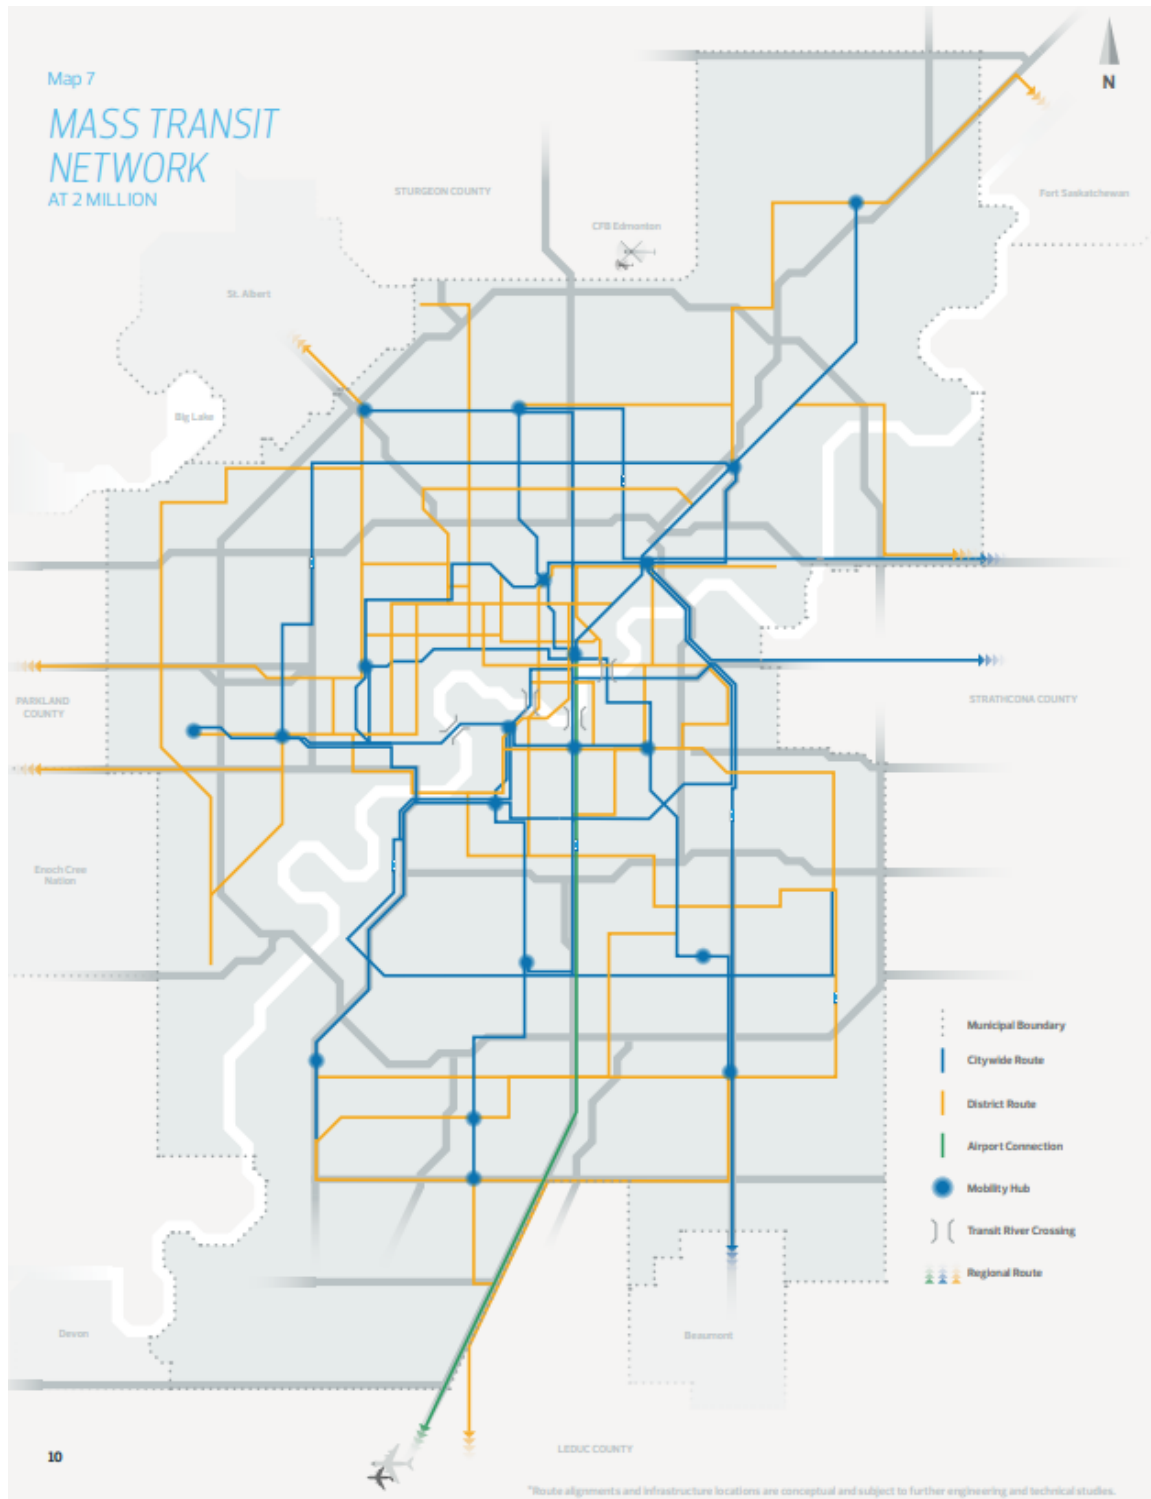 Map 7
MASS TRANSIT
NETWORK
AT 2 MILLION
N
STURGEON COUNTY
Fort Saskatchewan
CFB Edmonton
St. Albert
Big Lake
PARKLAND
COUNTY
STRATHCONA COUNTY
Enoch Cree
Nation
Municipal Boundary
Citywide Route
District Route
Airport Connection
Mobility Hub
Transit River Crossing
Regional Route
Devon
Beaumont
LEDUC COUNTY
10
*Route alignments and infrastructure locations are conceptual and subject to further engineering and technical studies.